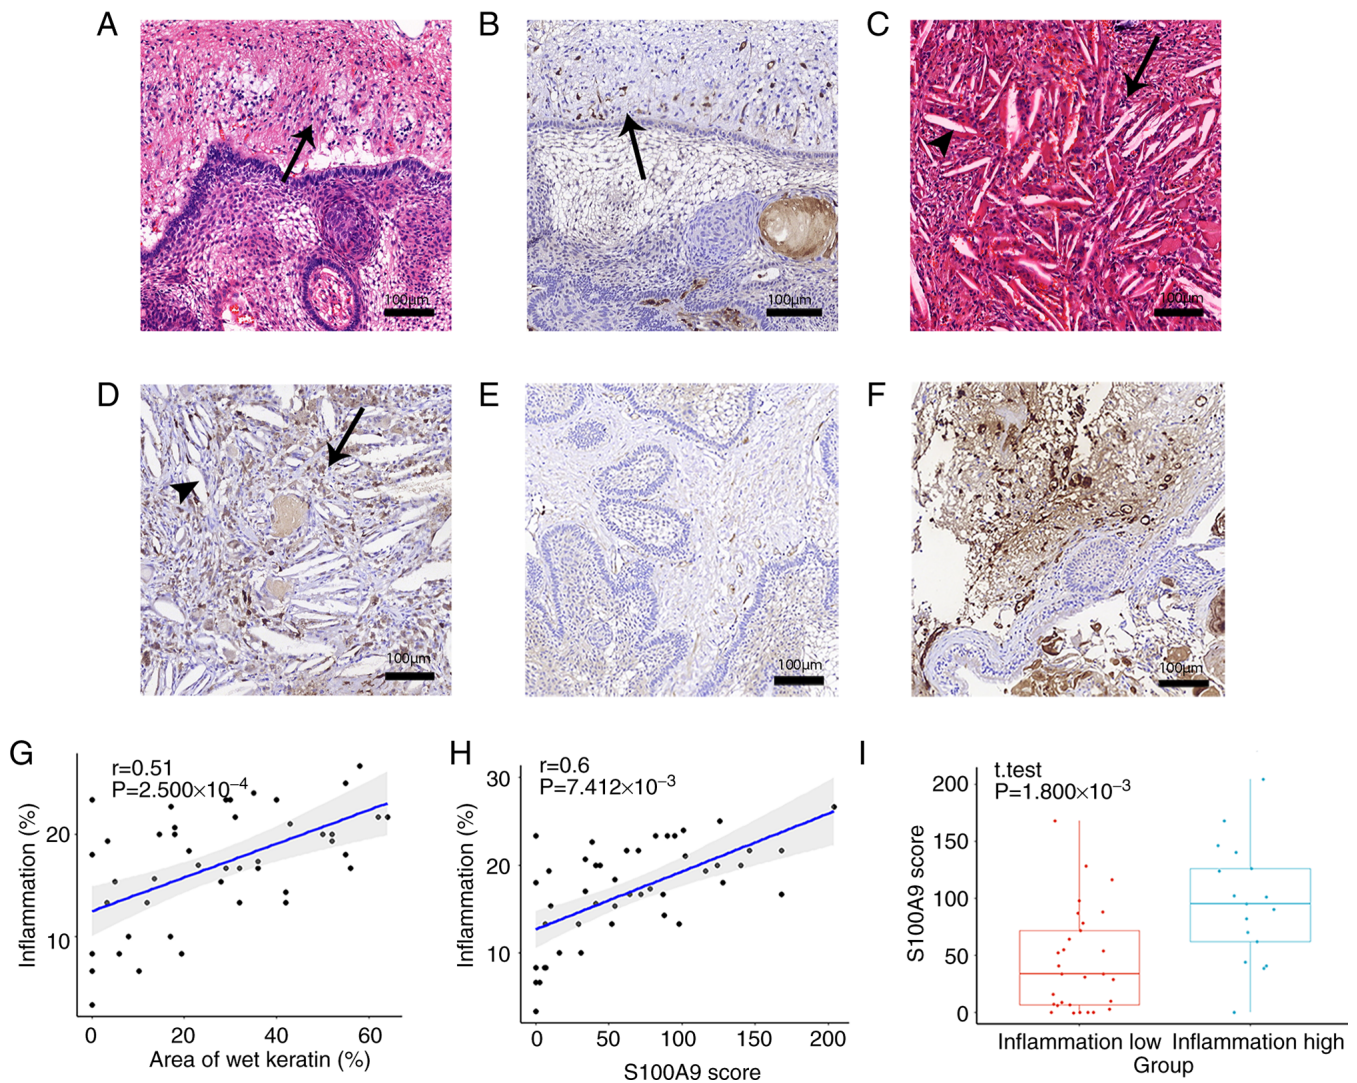 A
B
C
100µm
100µm
100µm
D
E
F
100µm
100µm
100µm
G
H
I
r=0.51
P=2.500×10⁻⁴
Inflammation (%)
20
10
0
20
40
60
Area of wet keratin (%)
r=0.6
P=7.412×10⁻³
Inflammation (%)
30
20
10
0
50
100
150
200
S100A9 score
t.test
P=1.800×10⁻³
S100A9 score
200
150
100
50
0
Inflammation low
Inflammation high
Group